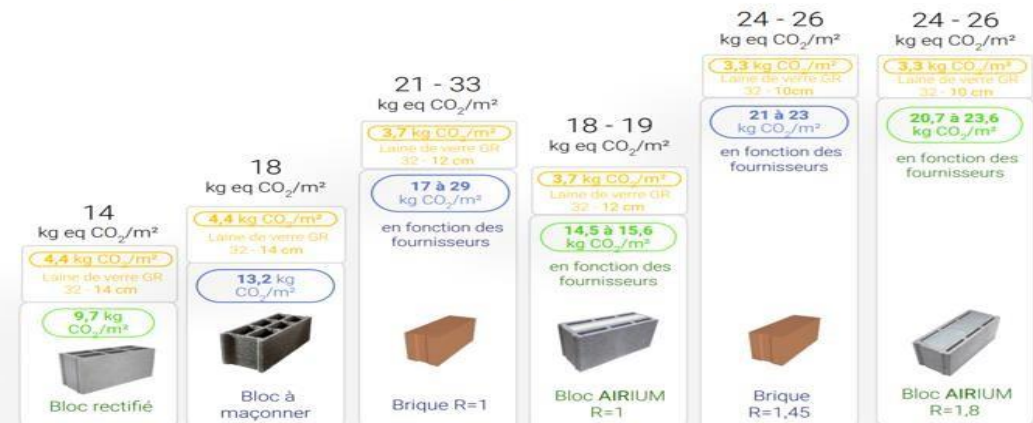 14
kg eq CO₂/m²
4,4 kg CO₂/m²
Laine de verre GR
32 - 14 cm
9,7 kg
CO₂/m²
Bloc rectifié
18
kg eq CO₂/m²
4,4 kg CO₂/m²
Laine de verre GR
32 - 14 cm
13,2 kg
CO₂/m²
Bloc à
maçonner
21 - 33
kg eq CO₂/m²
3,7 kg CO₂/m²
Laine de verre GR
32 - 12 cm
17 à 29
kg CO₂/m²
en fonction des
fournisseurs
Brique R=1
18 - 19
kg eq CO₂/m²
3,7 kg CO₂/m²
Laine de verre GR
32 - 12 cm
14,5 à 15,6
kg CO₂/m²
en fonction des
fournisseurs
Bloc AIRIUM
R=1
24 - 26
kg eq CO₂/m²
3,3 kg CO₂/m²
Laine de verre GR
32 - 10cm
21 à 23
kg CO₂/m²
en fonction des
fournisseurs
Brique
R=1,45
24 - 26
kg eq CO₂/m²
3,3 kg CO₂/m²
Laine de verre GR
32 - 10 cm
20,7 à 23,6
kg CO₂/m²
en fonction des
fournisseurs
Bloc AIRIUM
R=1,8